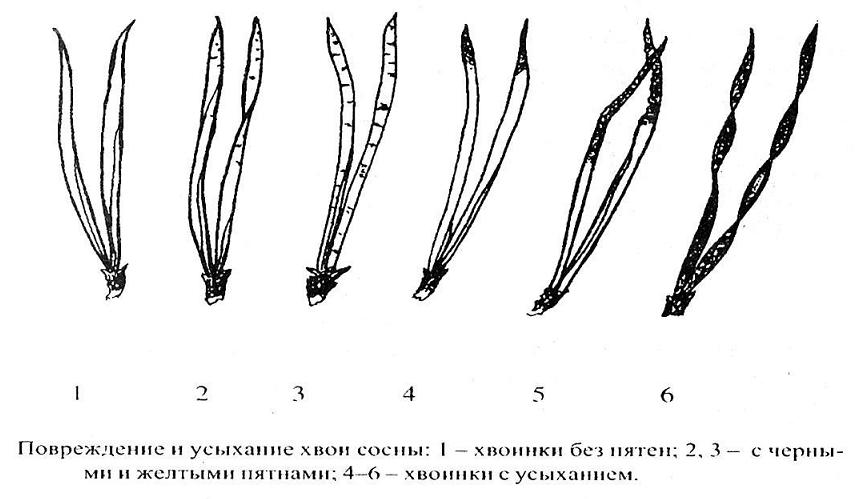 1 2 3 4 5 6
Повреждение и усыхание хвои сосны: 1 – хвоинки без пятен; 2, 3 – с черны-
ми и желтыми пятнами; 4–6 – хвоинки с усыханием.